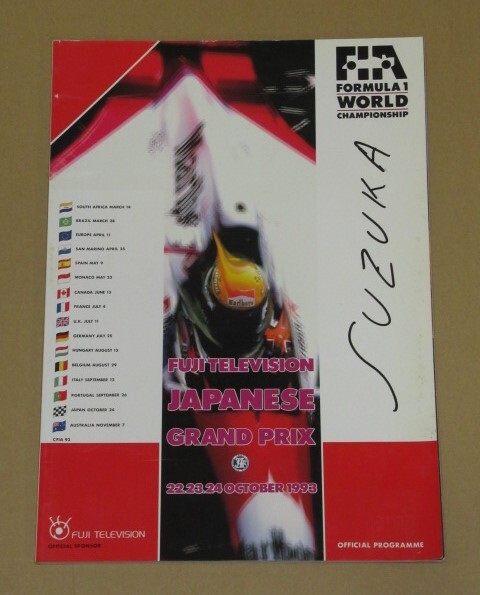 FIA
FORMULA 1
WORLD
CHAMPIONSHIP
SUZUKA
SOUTH AFRICA MARCH 14
BRAZIL MARCH 28
EUROPE APRIL 11
SAN MARINO APRIL 25
SPAIN MAY 9
MONACO MAY 23
CANADA JUNE 13
FRANCE JULY 4
U.K. JULY 11
GERMANY JULY 25
HUNGARY AUGUST 15
BELGIUM AUGUST 29
ITALY SEPTEMBER 12
PORTUGAL SEPTEMBER 26
JAPAN OCTOBER 24
AUSTRALIA NOVEMBER 7
Marlboro
FUJI TELEVISION
JAPANESE
GRAND PRIX
22.23.24 OCTOBER 1993
FUJI TELEVISION
OFFICIAL SPONSOR
OFFICIAL PROGRAMME